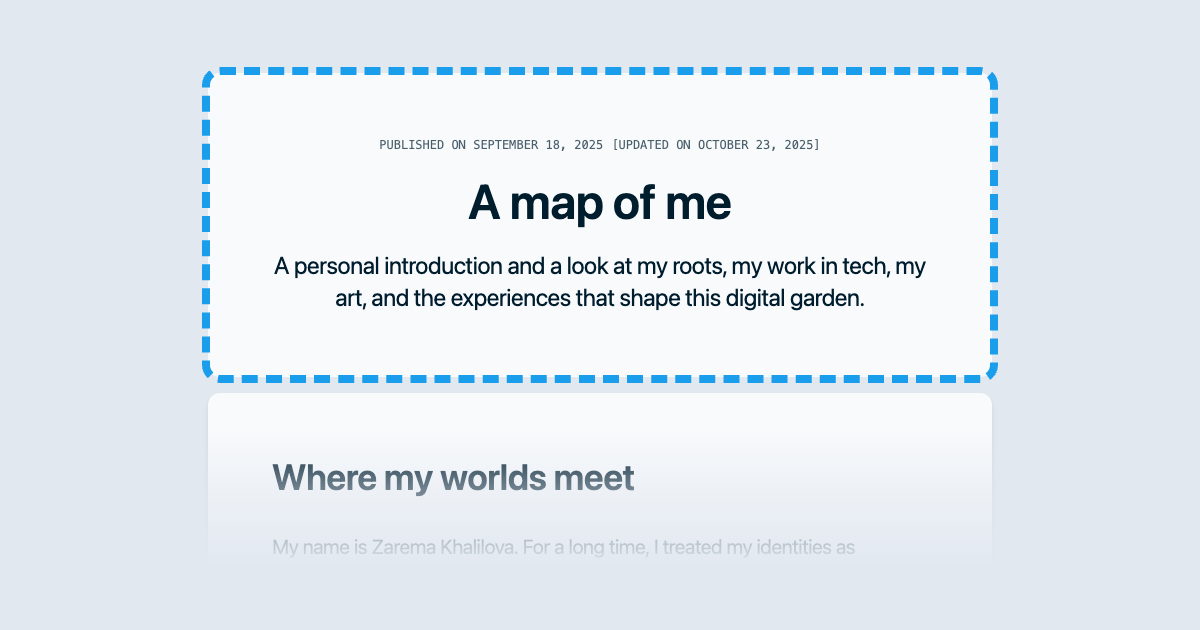 PUBLISHED ON SEPTEMBER 18, 2025 [UPDATED ON OCTOBER 23, 2025]
A map of me
A personal introduction and a look at my roots, my work in tech, my
art, and the experiences that shape this digital garden.
Where my worlds meet
My name is Zarema Khalilova. For a long time, I treated my identities as